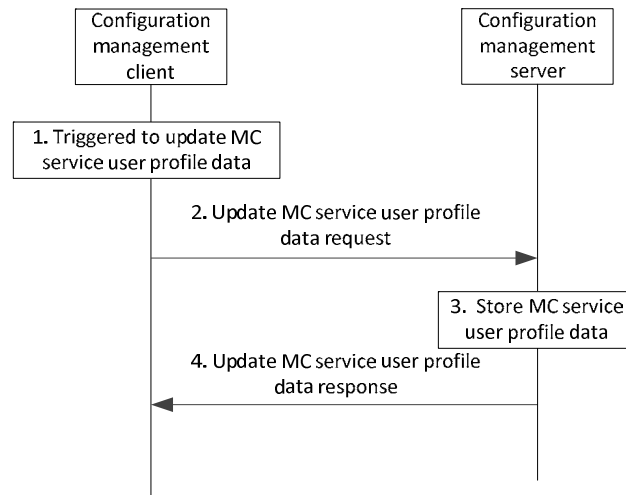 Configuration
management
client
Configuration
management
server
1. Triggered to update MC
service user profile data
2. Update MC service user profile
data request
3. Store MC service
user profile data
4. Update MC service user profile
data response